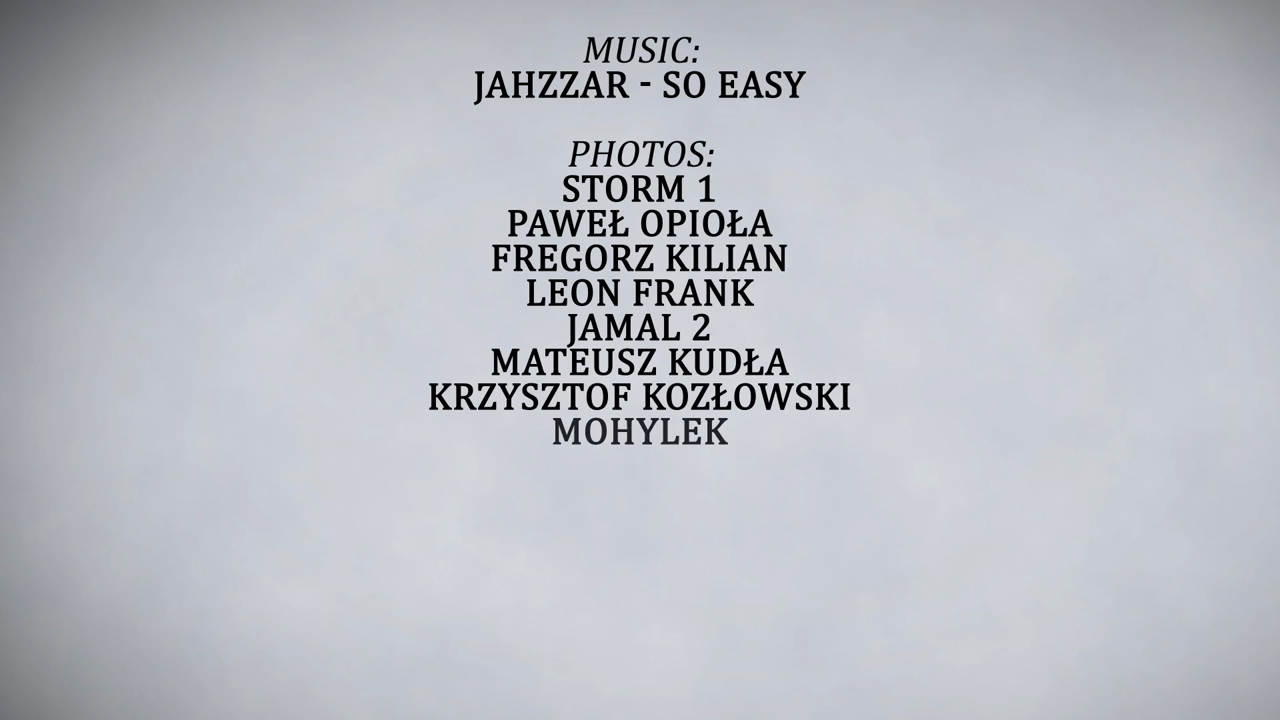 MUSIC:
JAHZZAR - SO EASY
PHOTOS:
STORM 1
PAWEŁ OPIOŁA
FREGORZ KILIAN
LEON FRANK
JAMAL 2
MATEUSZ KUDŁA
KRZYSZTOF KOZŁOWSKI
MOHYLEK